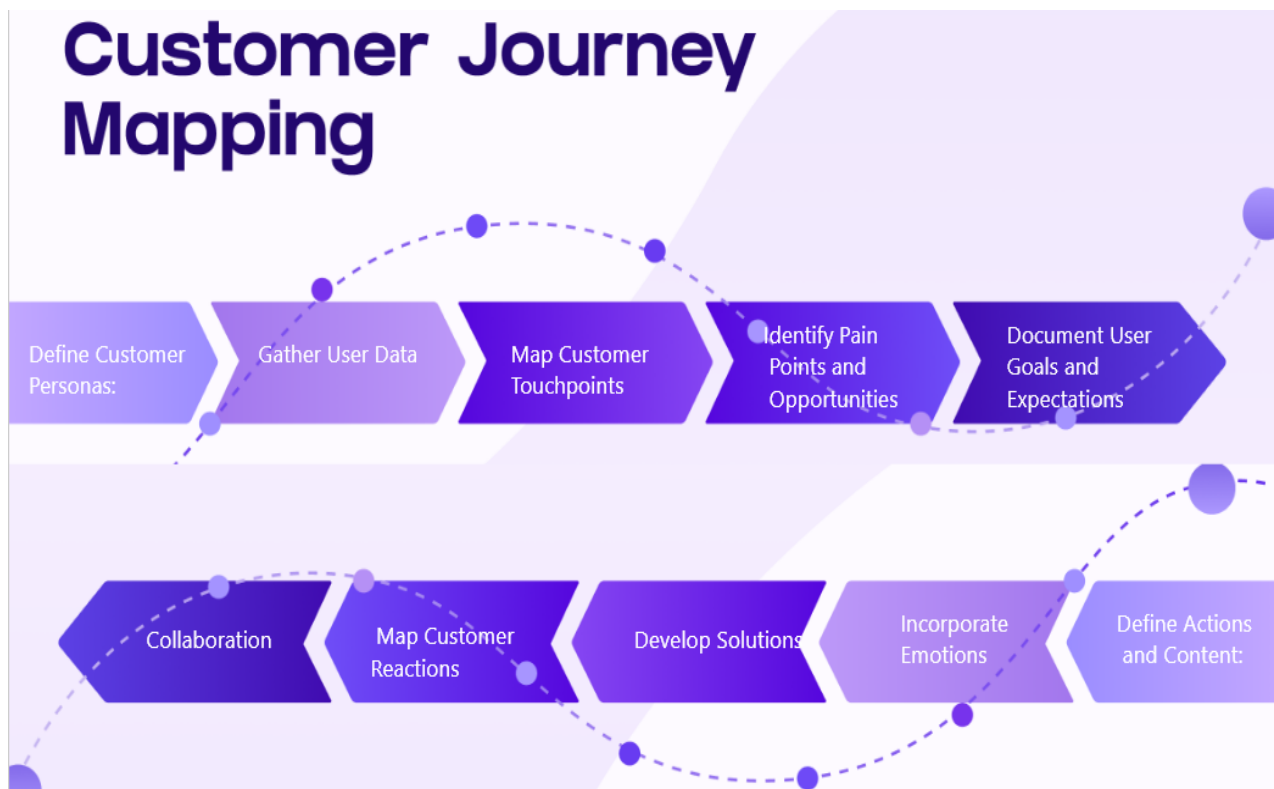 Customer Journey
Mapping
Define Customer
Personas:
Gather User Data
Map Customer
Touchpoints
Identify Pain
Points and
Opportunities
Document User
Goals and
Expectations
Collaboration
Map Customer
Reactions
Develop Solutions
Incorporate
Emotions
Define Actions
and Content: